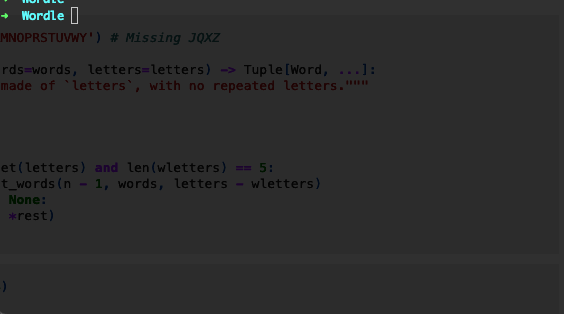 ➜ Wordle
➜ Wordle
MNOPRSTUVWY') # Missing JQXZ
rds=words, letters=letters) -> Tuple[Word, ...]:
made of `letters`, with no repeated letters."""
et(letters) and len(wletters) == 5:
t_words(n - 1, words, letters - wletters)
None:
*rest)
)